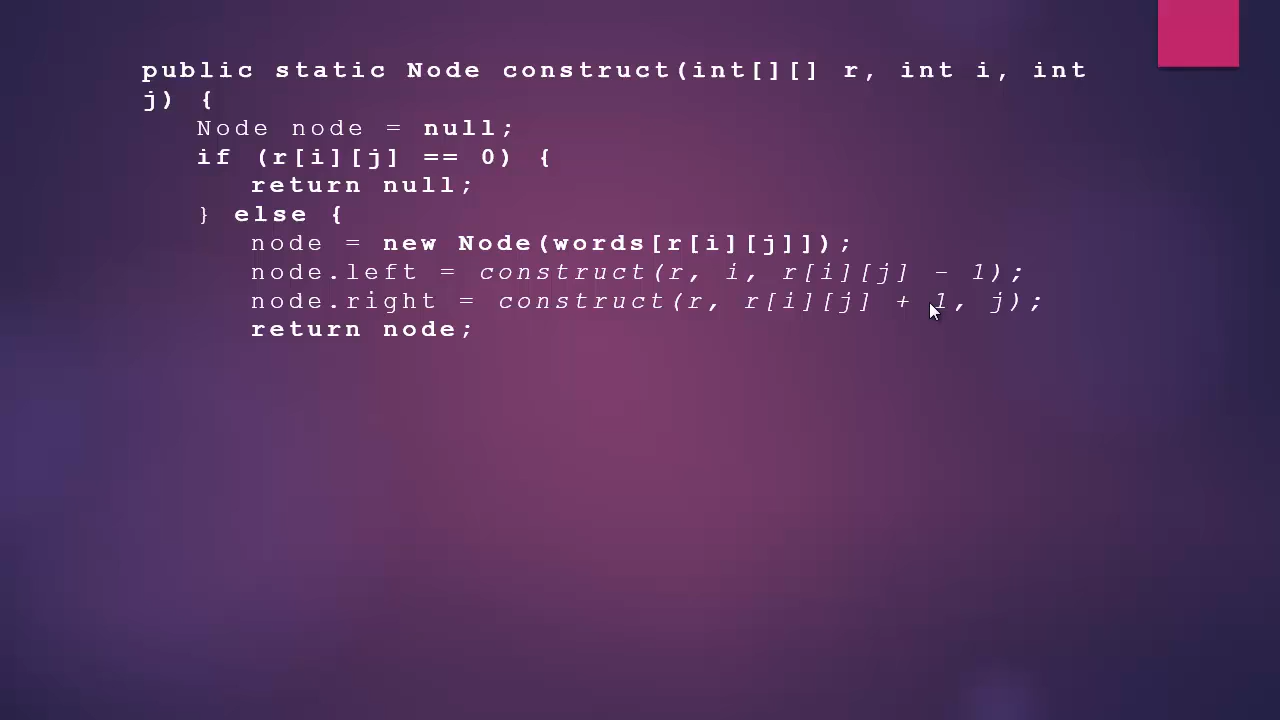 public static Node construct(int[][] r, int i, int
j) {
Node node = null;
if (r[i][j] == 0) {
return null;
} else {
node = new Node(words[r[i][j]]);
node.left = construct(r, i, r[i][j] - 1);
node.right = construct(r, r[i][j] + 1, j);
return node;